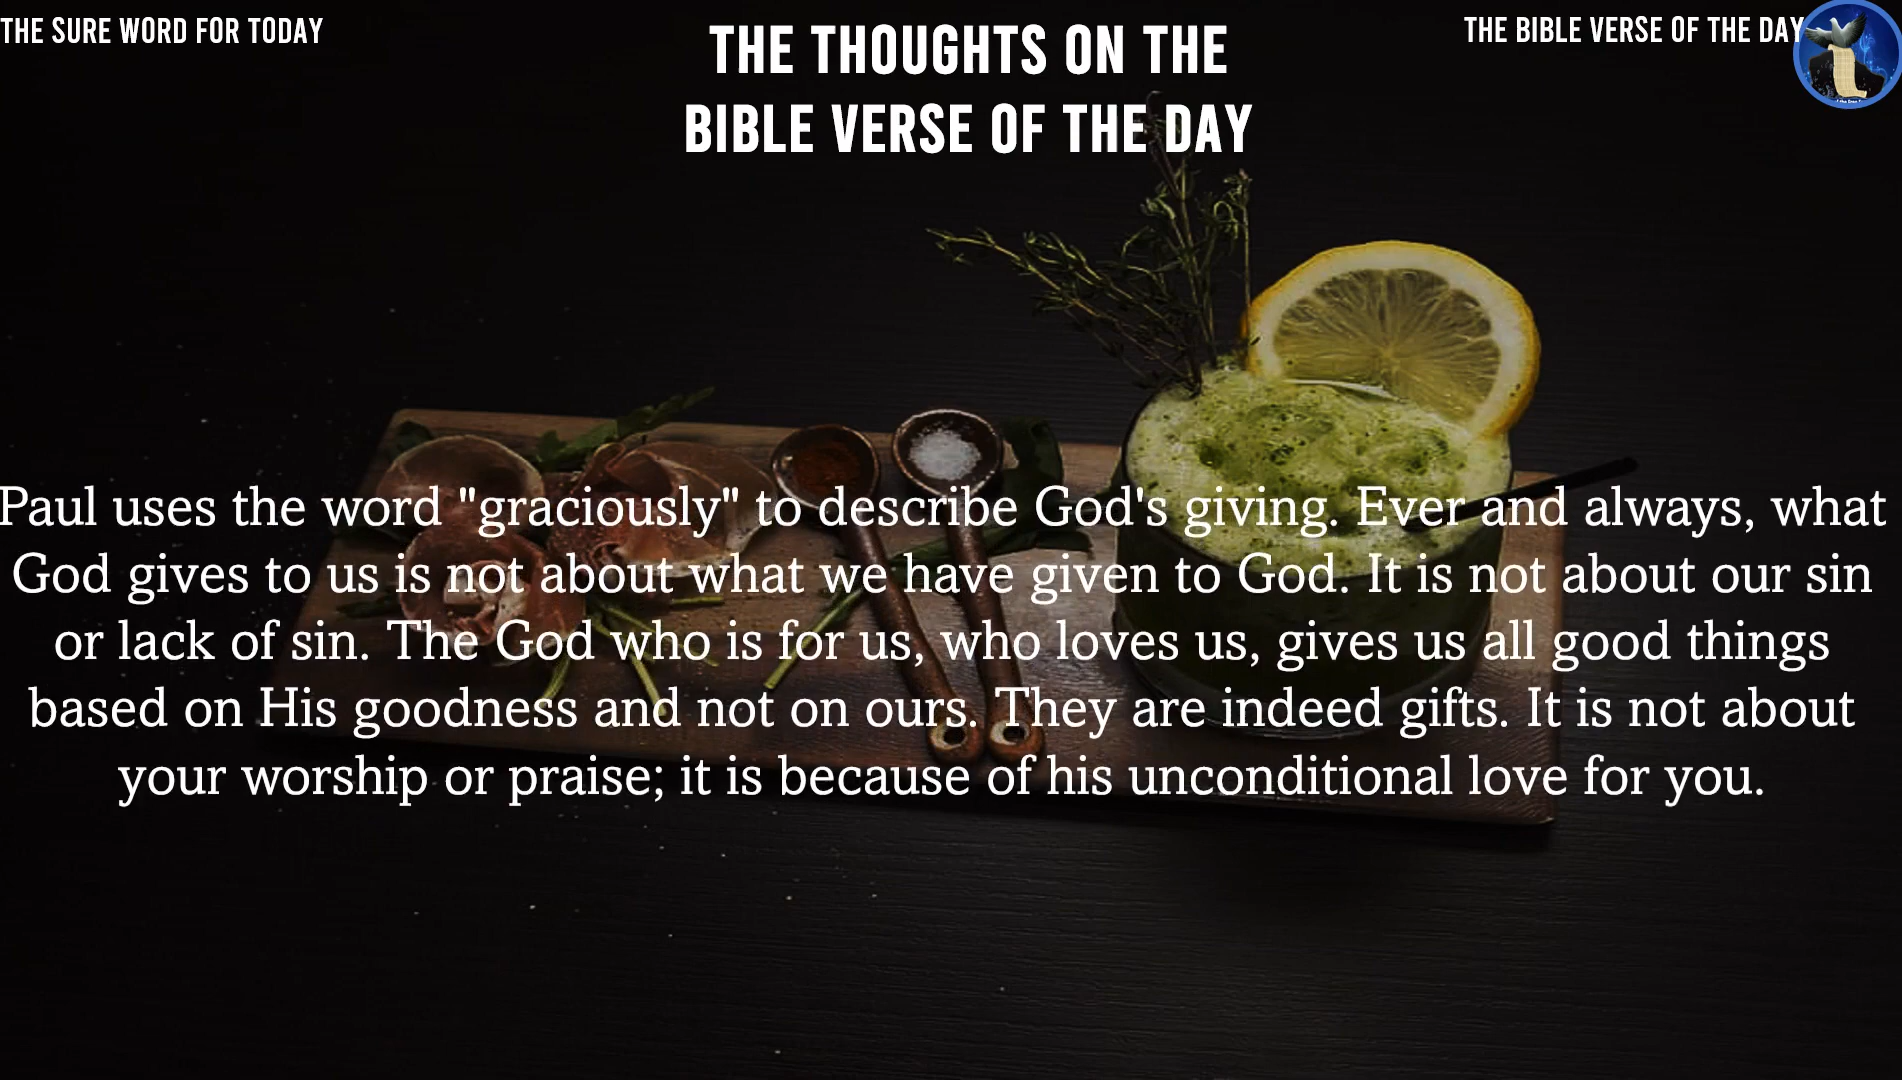 THE SURE WORD FOR TODAY
THE THOUGHTS ON THE
BIBLE VERSE OF THE DAY
THE BIBLE VERSE OF THE DAY
Paul uses the word "graciously" to describe God's giving. Ever and always, what
God gives to us is not about what we have given to God. It is not about our sin
or lack of sin. The God who is for us, who loves us, gives us all good things
based on His goodness and not on ours. They are indeed gifts. It is not about
your worship or praise; it is because of his unconditional love for you.